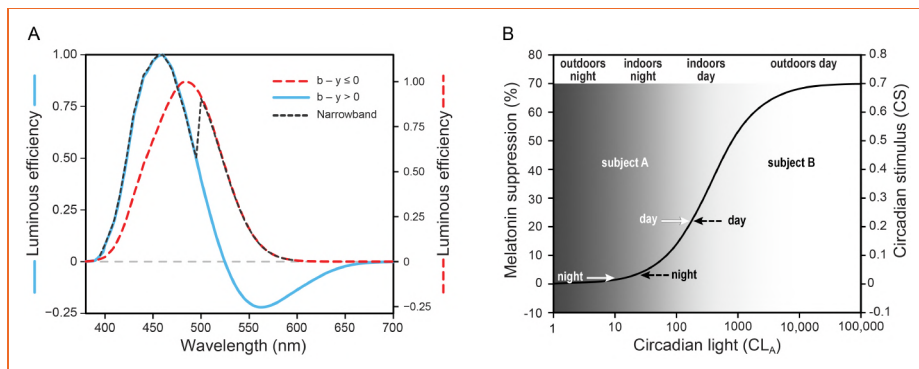 A
Luminous efficiency
1.00
0.75
0.50
0.25
0
−0.25
b – y ≤ 0
b – y > 0
Narrowband
1.00
0.75
0.50
0.25
0
−0.25
Luminous efficiency
400
450
500
550
600
650
700
Wavelength (nm)
B
Melatonin suppression (%)
80
70
60
50
40
30
20
10
0
-10
outdoors night
indoors night
indoors day
outdoors day
subject A
subject B
day
day
night
night
0.8
0.7
0.6
0.5
0.4
0.3
0.2
0.1
0
-0.1
Circadian stimulus (CS)
1
10
100
1000
10,000
100,000
Circadian light (CLA)